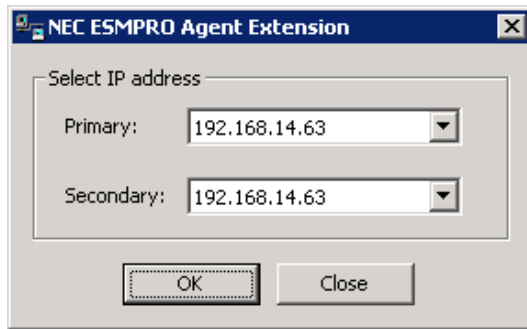 NEC ESMPRO Agent Extension
Select IP address
Primary: 192.168.14.63
Secondary: 192.168.14.63
OK Close